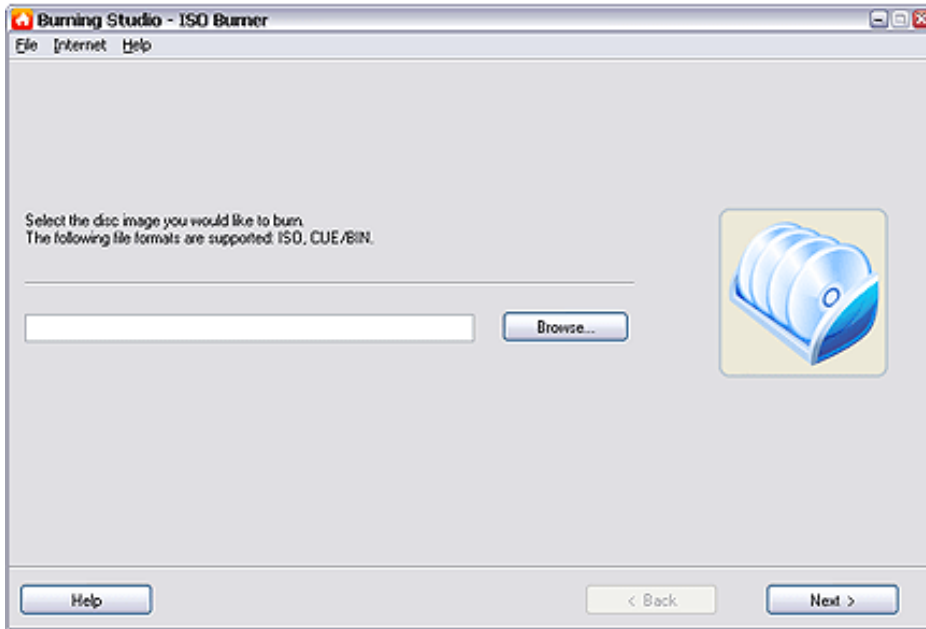 Burning Studio - ISO Burner
File Internet Help
Select the disc image you would like to burn.
The following file formats are supported: ISO, CUE/BIN.
Browse...
Help
< Back
Next >